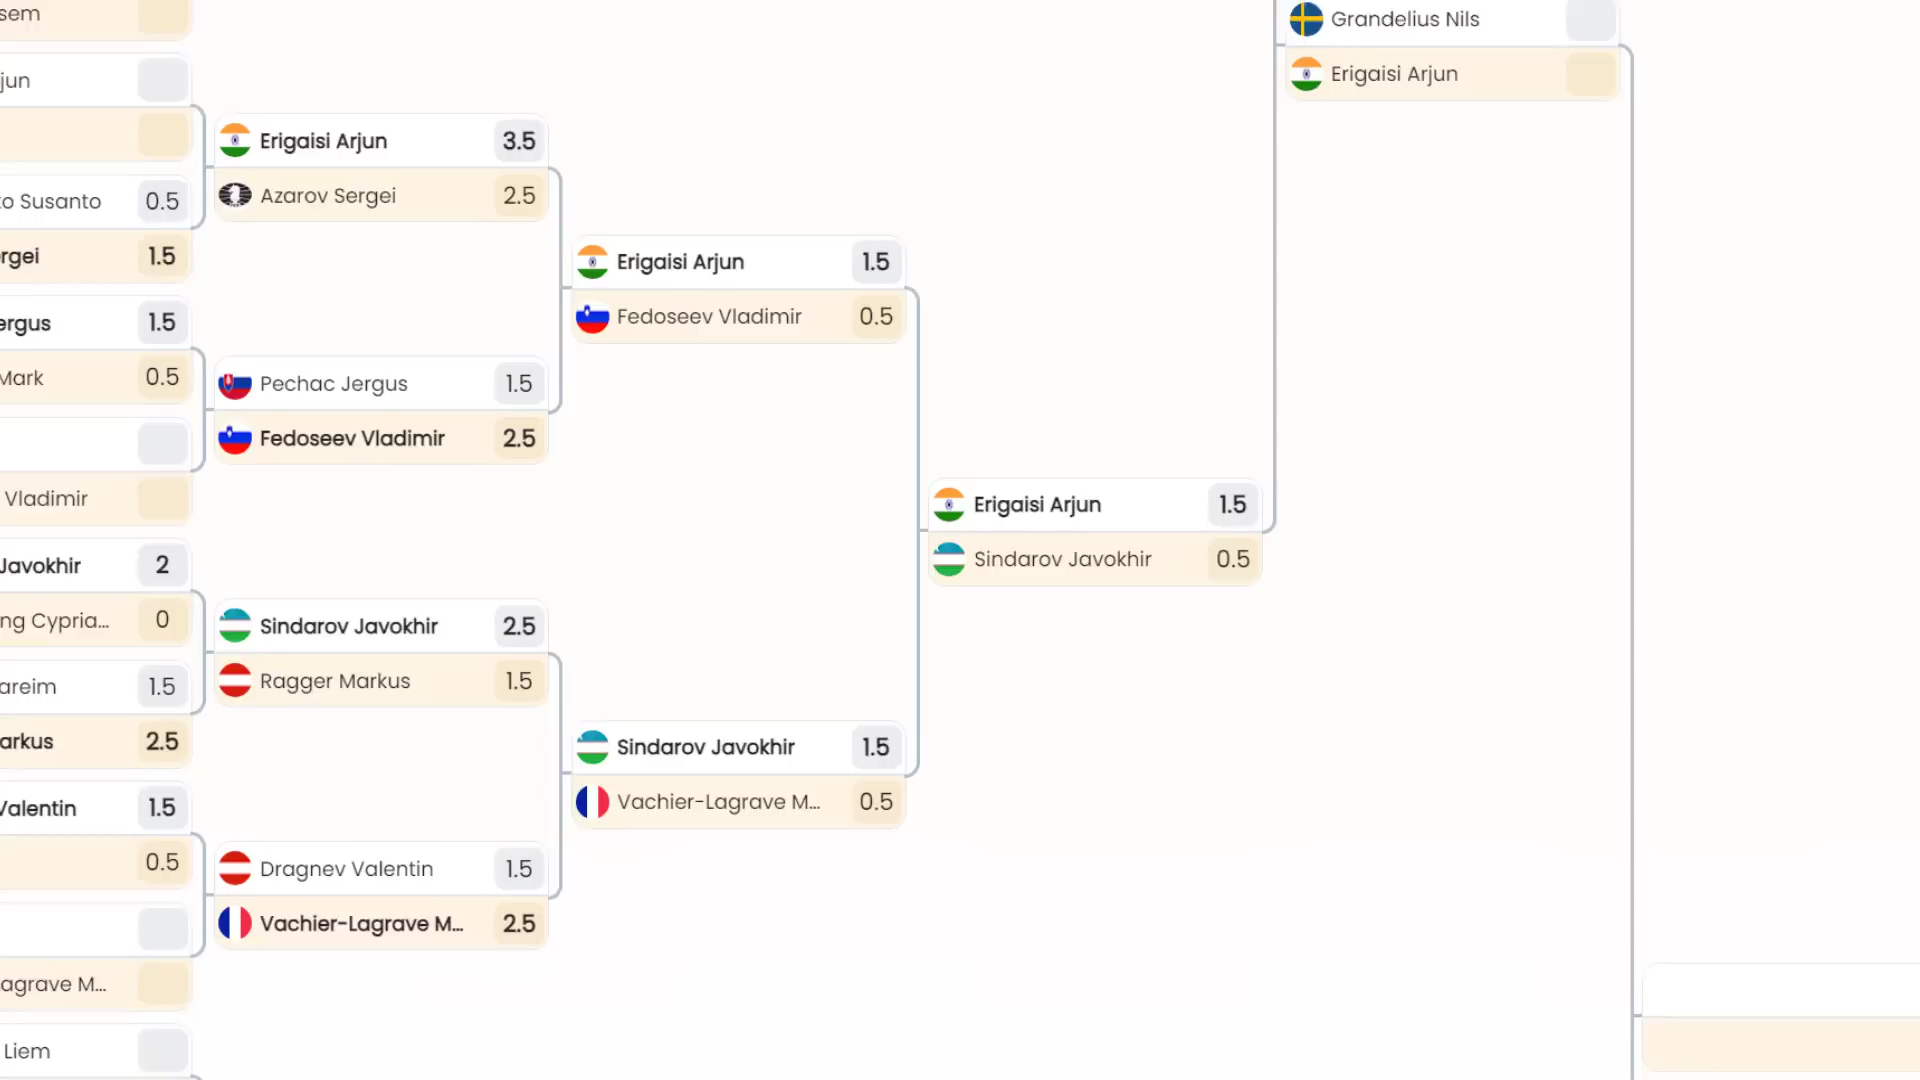 sem
jun
to Susanto 0.5
rgei 1.5
ergus 1.5
Mark 0.5
Vladimir
Javokhir 2
ng Cypria... 0
areim 1.5
arkus 2.5
Valentin 1.5
0.5
agrave M...
Liem
Erigaisi Arjun 3.5
Azarov Sergei 2.5
Pechac Jergus 1.5
Fedoseev Vladimir 2.5
Sindarov Javokhir 2.5
Ragger Markus 1.5
Dragnev Valentin 1.5
Vachier-Lagrave M... 2.5
Erigaisi Arjun 1.5
Fedoseev Vladimir 0.5
Sindarov Javokhir 1.5
Vachier-Lagrave M... 0.5
Erigaisi Arjun 1.5
Sindarov Javokhir 0.5
Grandelius Nils
Erigaisi Arjun